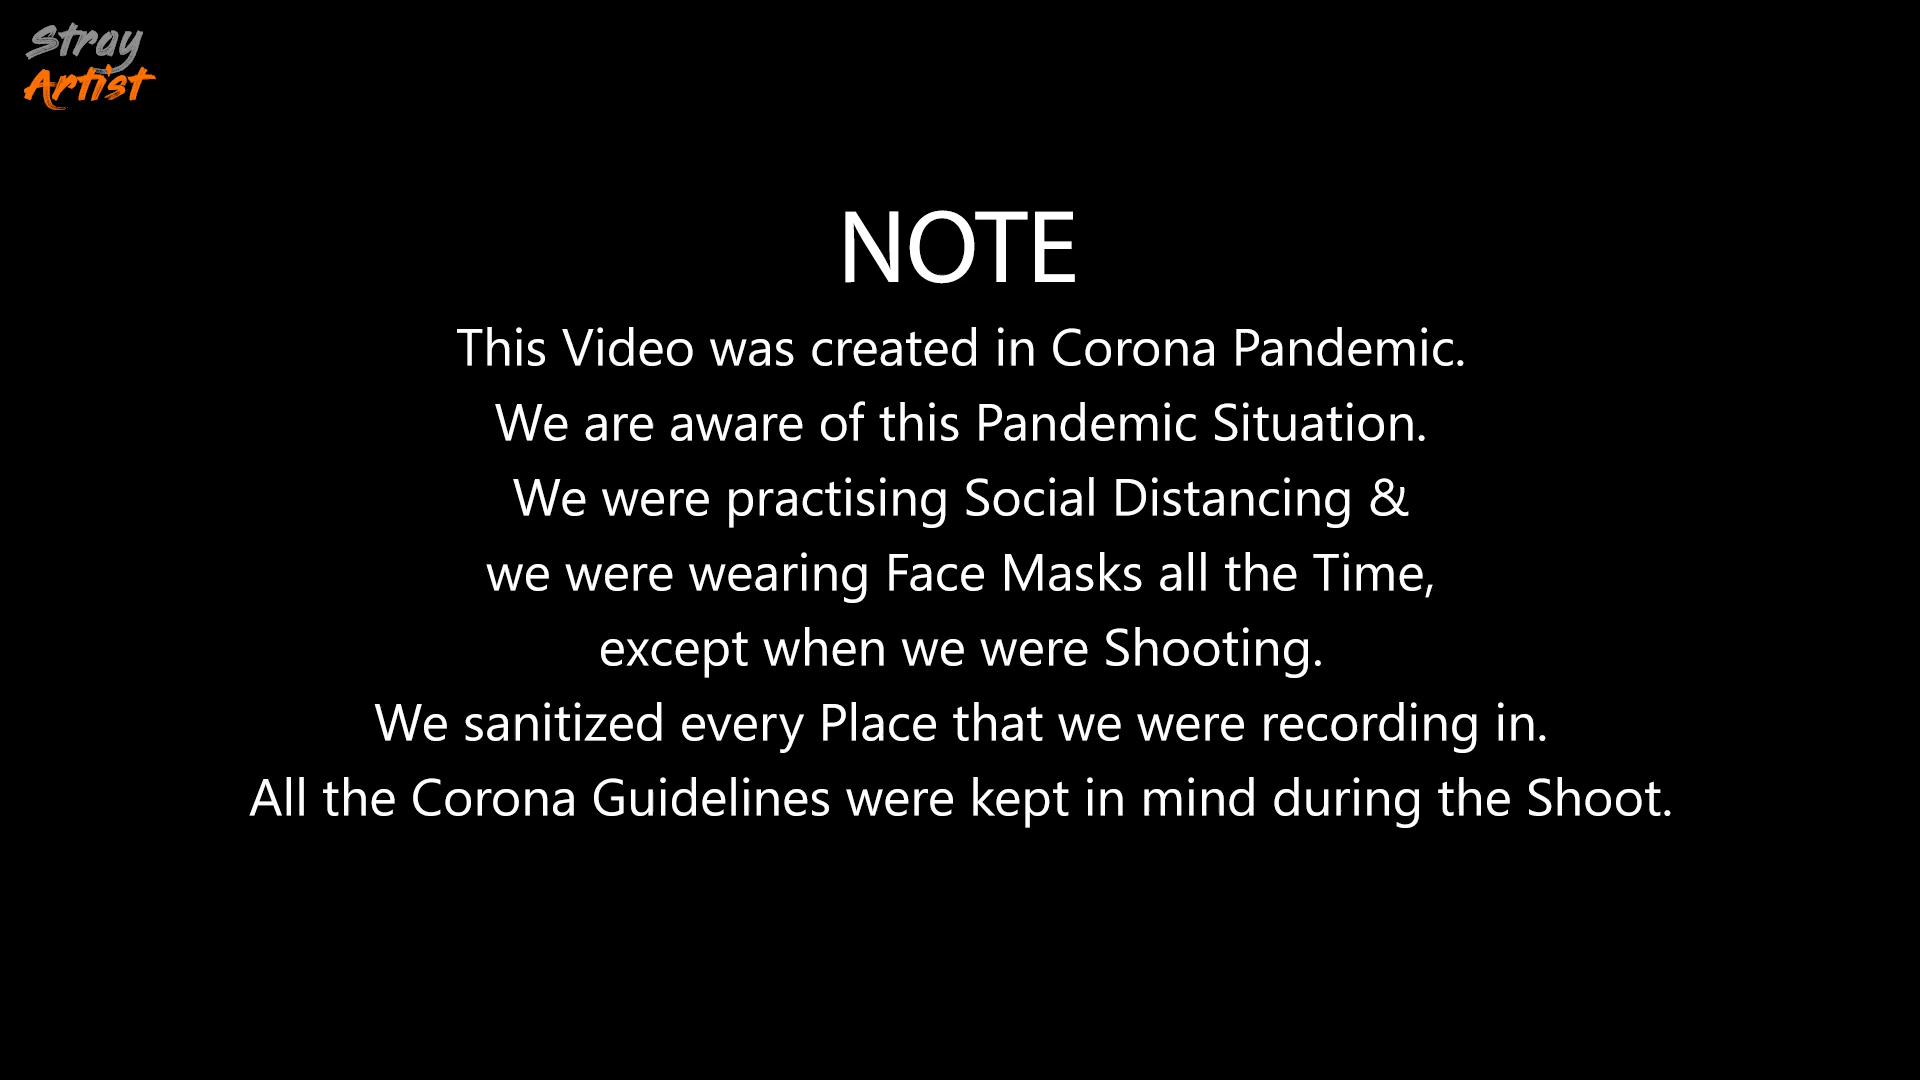 Stray
Artist
NOTE
This Video was created in Corona Pandemic.
We are aware of this Pandemic Situation.
We were practising Social Distancing &
we were wearing Face Masks all the Time,
except when we were Shooting.
We sanitized every Place that we were recording in.
All the Corona Guidelines were kept in mind during the Shoot.